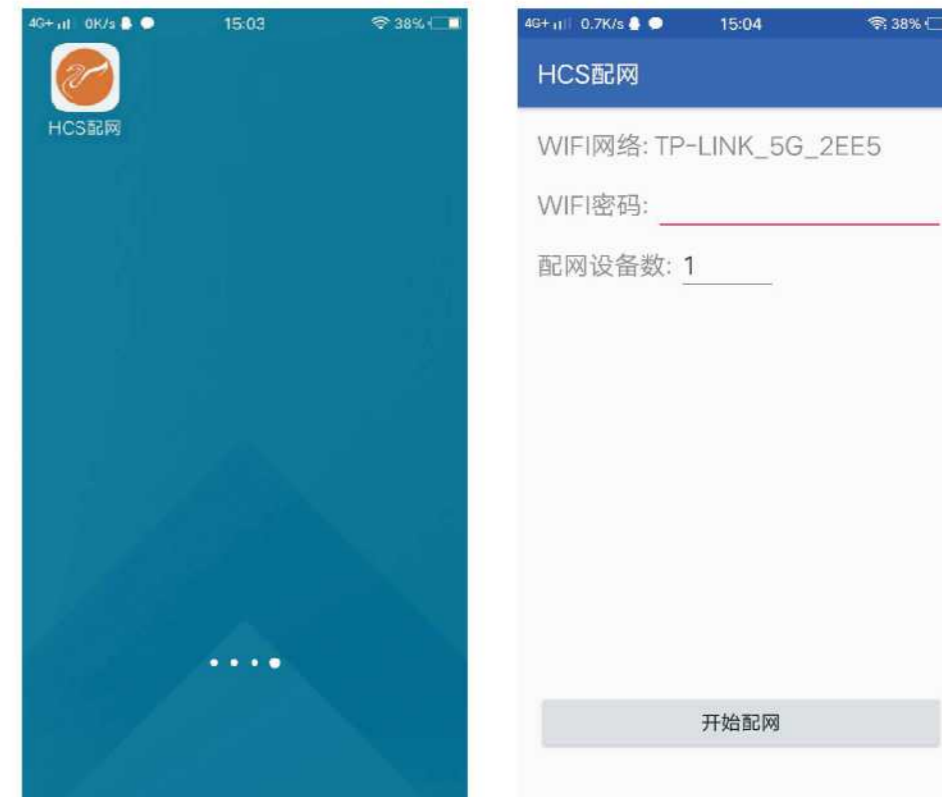 4G+ 0K/s 15:03 38%
HCS配网
4G+ 0.7K/s 15:04 38%
HCS配网
WIFI网络: TP-LINK_5G_2EE5
WIFI密码:
配网设备数: 1
开始配网